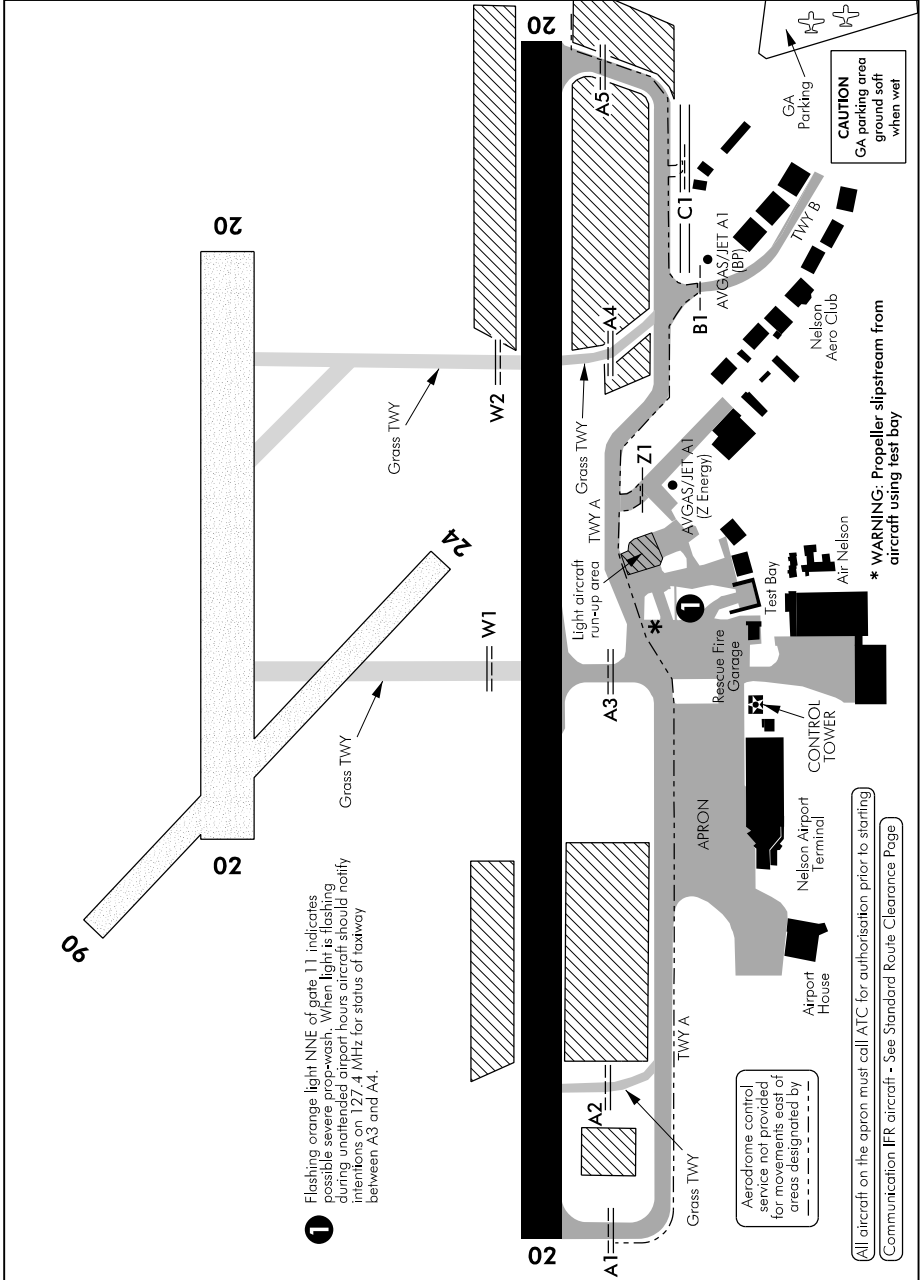 20
20
A5
GA
Parking
CAUTION
GA parking area
ground soft
when wet
C1
TWY B
AVGAS/JET A1
(BP)
B1
A4
W2
Grass TWY
Grass TWY
Nelson
Aero Club
Z1
AVGAS/JET A1
(Z Energy)
TWY A
24
Light aircraft
run-up area
* WARNING: Propeller slipstream from
aircraft using test bay
Air Nelson
Test Bay
1
*
W1
A3
Rescue Fire
Garage
Grass TWY
CONTROL
TOWER
APRON
Nelson Airport
Terminal
02
06
1
Flashing orange light NNE of gate 11 indicates
possible severe prop-wash. When light is flashing
during unattended airport hours aircraft should notify
intentions on 127.4 MHz for status of taxiway
between A3 and A4.
Airport
House
TWY A
A2
Grass TWY
A1
02
Aerodrome control
service not provided
for movements east of
areas designated by
All aircraft on the apron must call ATC for authorisation prior to starting
Communication IFR aircraft - See Standard Route Clearance Page